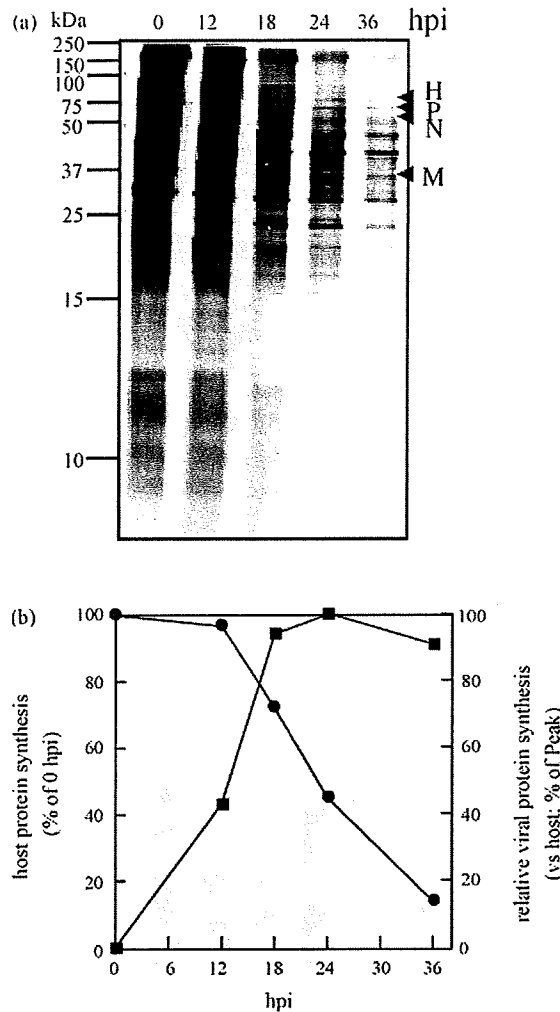 (a) kDa 0 12 18 24 36 hpi
250
150
100
75
50
37
25
15
10
H
P
N
M
(b)
100
80
60
40
20
0
host protein synthesis
(% of 0 hpi)
100
80
60
40
20
0
relative viral protein synthesis
(vs host; % of Peak)
0 6 12 18 24 30 36
hpi